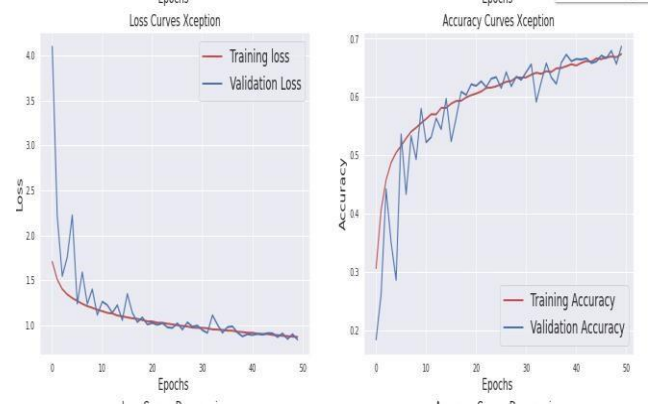 Epochs
Epochs
Loss Curves Xception
Accuracy Curves Xception
Training loss
Validation Loss
4.0
3.5
3.0
2.5
2.0
1.5
1.0
Loss
0
10
20
30
40
50
Epochs
0.7
0.6
0.5
0.4
0.3
0.2
Accuracy
Training Accuracy
Validation Accuracy
0
10
20
30
40
50
Epochs